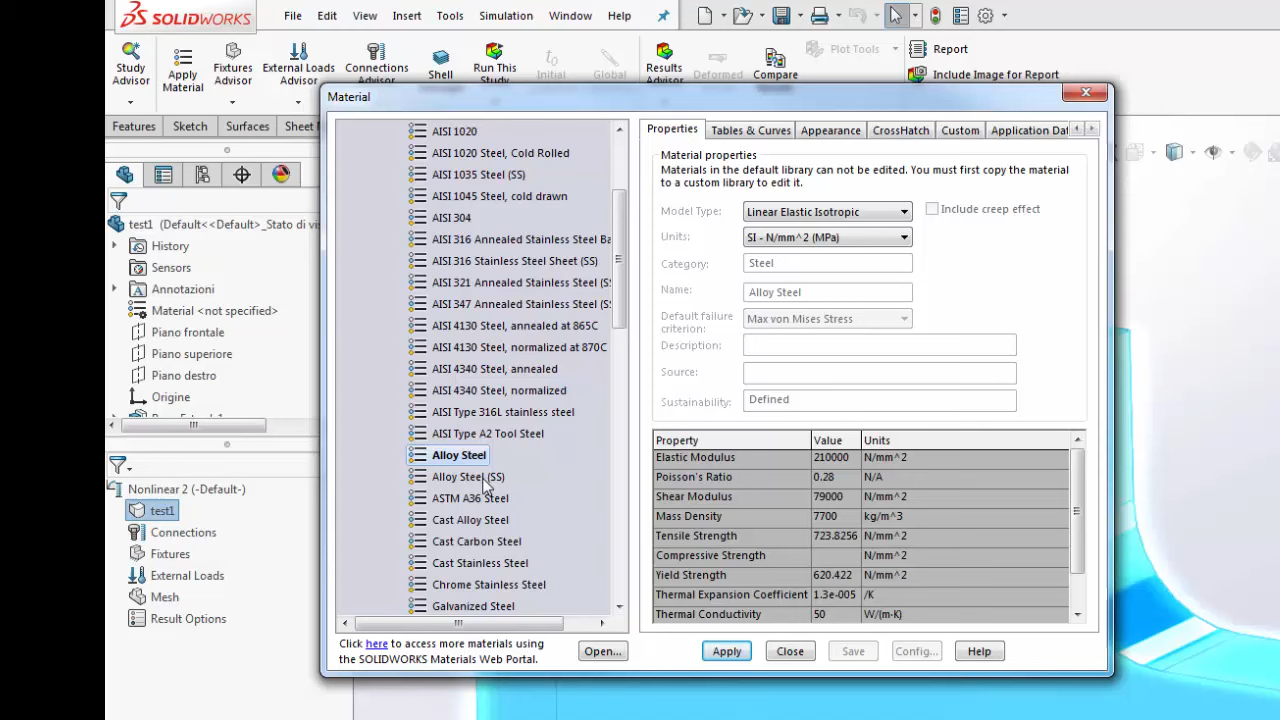 SOLIDWORKS
File Edit View Insert Tools Simulation Window Help
Study Advisor
Apply Material
Fixtures Advisor
External Loads Advisor
Connections Advisor
Shell
Run This Study
Initial
Global
Results Advisor
Deformed
Compare
Plot Tools
Report
Include Image for Report
Features Sketch Surfaces Sheet
test1 (Default<<Default>_Stato di vis
History
Sensors
Annotazioni
Material <not specified>
Piano frontale
Piano superiore
Piano destro
Origine
Nonlinear 2 (-Default-)
test1
Connections
Fixtures
External Loads
Mesh
Result Options
Material
AISI 1020
AISI 1020 Steel, Cold Rolled
AISI 1035 Steel (SS)
AISI 1045 Steel, cold drawn
AISI 304
AISI 316 Annealed Stainless Steel Ba
AISI 316 Stainless Steel Sheet (SS)
AISI 321 Annealed Stainless Steel (S
AISI 347 Annealed Stainless Steel (S
AISI 4130 Steel, annealed at 865C
AISI 4130 Steel, normalized at 870C
AISI 4340 Steel, annealed
AISI 4340 Steel, normalized
AISI Type 316L stainless steel
AISI Type A2 Tool Steel
Alloy Steel
Alloy Steel (SS)
ASTM A36 Steel
Cast Alloy Steel
Cast Carbon Steel
Cast Stainless Steel
Chrome Stainless Steel
Galvanized Steel
Click here to access more materials using
the SOLIDWORKS Materials Web Portal.
Open...
Properties Tables & Curves Appearance CrossHatch Custom Application Dat
Material properties
Materials in the default library can not be edited. You must first copy the material
to a custom library to edit it.
Model Type: Linear Elastic Isotropic Include creep effect
Units: SI - N/mm^2 (MPa)
Category: Steel
Name: Alloy Steel
Default failure criterion: Max von Mises Stress
Description:
Source:
Sustainability: Defined
Property Value Units
Elastic Modulus 210000 N/mm^2
Poisson's Ratio 0.28 N/A
Shear Modulus 79000 N/mm^2
Mass Density 7700 kg/m^3
Tensile Strength 723.8256 N/mm^2
Compressive Strength N/mm^2
Yield Strength 620.422 N/mm^2
Thermal Expansion Coefficient 1.3e-005 /K
Thermal Conductivity 50 W/(m·K)
Apply Close Save Config... Help